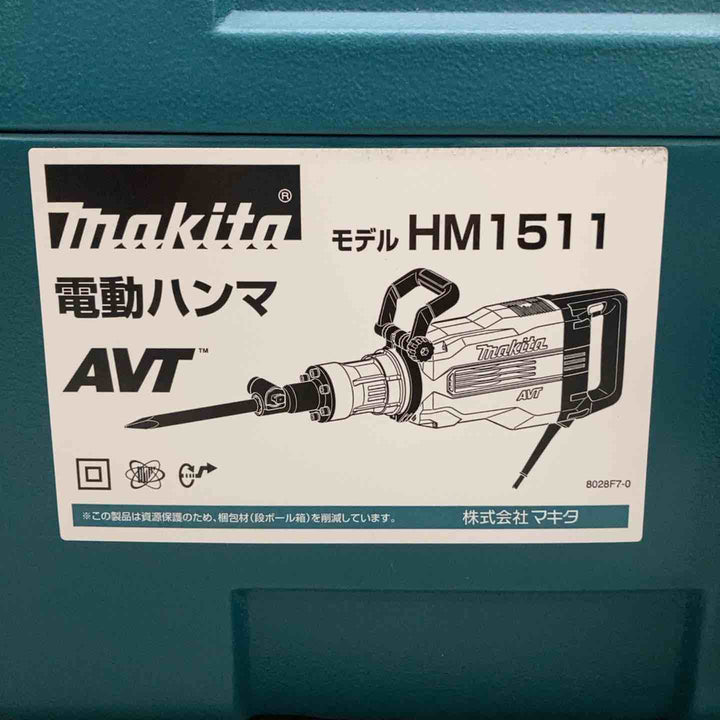 makita®
モデル HM1511
電動ハンマ
AVT™
makita
AVT
8028F7-0
※この製品は資源保護のため、梱包材(段ボール箱)を削減しています。
株式会社 マキタ